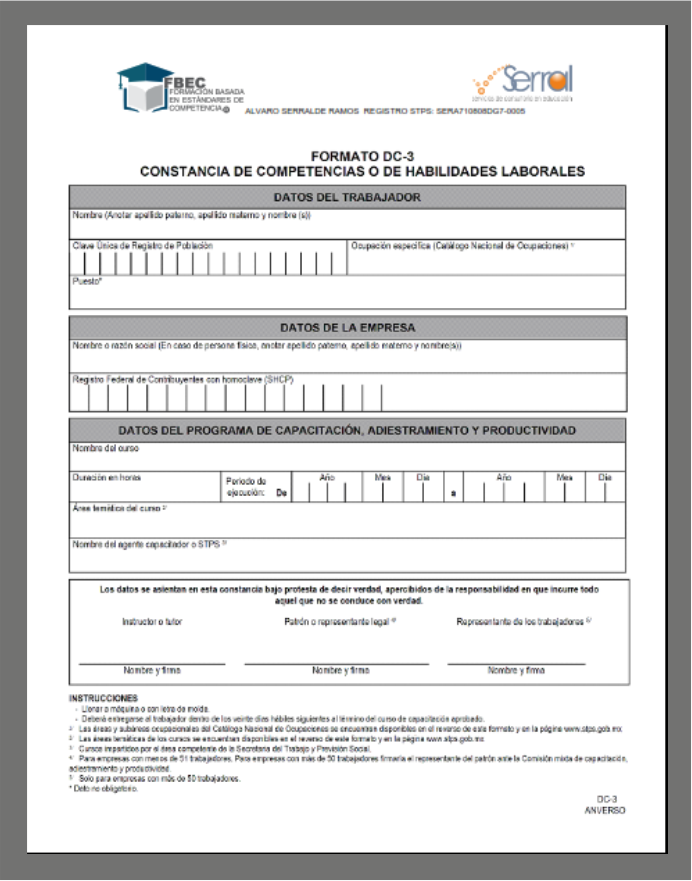 FBEC
FORMACIÓN BASADA
EN ESTÁNDARES DE
COMPETENCIA
Serral
servicio de consultoría en educación
ALVARO SERRALDE RAMOS REGISTRO STPS: SERA710808DG7-0005
FORMATO DC-3
CONSTANCIA DE COMPETENCIAS O DE HABILIDADES LABORALES
DATOS DEL TRABAJADOR
Nombre (Anotar apellido paterno, apellido materno y nombre (s))
Clave Única de Registro de Población
Ocupación específica (Catálogo Nacional de Ocupaciones) 1/
Puesto*
DATOS DE LA EMPRESA
Nombre o razón social (En caso de persona física, anotar apellido paterno, apellido materno y nombre(s))
Registro Federal de Contribuyentes con homoclave (SHCP)
DATOS DEL PROGRAMA DE CAPACITACIÓN, ADIESTRAMIENTO Y PRODUCTIVIDAD
Nombre del curso
Duración en horas
Periodo de
ejecución: De
Año Mes Día a Año Mes Día
Área temática del curso 2/
Nombre del agente capacitador o STPS 3/
Los datos se asientan en esta constancia bajo protesta de decir verdad, apercibidos de la responsabilidad en que incurre todo
aquel que no se conduce con verdad.
Instructor o tutor Patrón o representante legal 4/ Representante de los trabajadores 5/
Nombre y firma Nombre y firma Nombre y firma
INSTRUCCIONES
- Llenar a máquina o con letra de molde.
- Deberá entregarse al trabajador dentro de los veinte días hábiles siguientes al término del curso de capacitación aprobado.
1/ Las áreas y subáreas ocupacionales del Catálogo Nacional de Ocupaciones se encuentran disponibles en el reverso de este formato y en la página www.stps.gob.mx
2/ Las áreas temáticas de los cursos se encuentran disponibles en el reverso de este formato y en la página www.stps.gob.mx
3/ Cursos impartidos por el área competente de la Secretaría del Trabajo y Previsión Social.
4/ Para empresas con menos de 51 trabajadores. Para empresas con más de 50 trabajadores firmaría el representante del patrón ante la Comisión mixta de capacitación,
adiestramiento y productividad.
5/ Solo para empresas con más de 50 trabajadores.
* Dato no obligatorio.
DC-3
ANVERSO